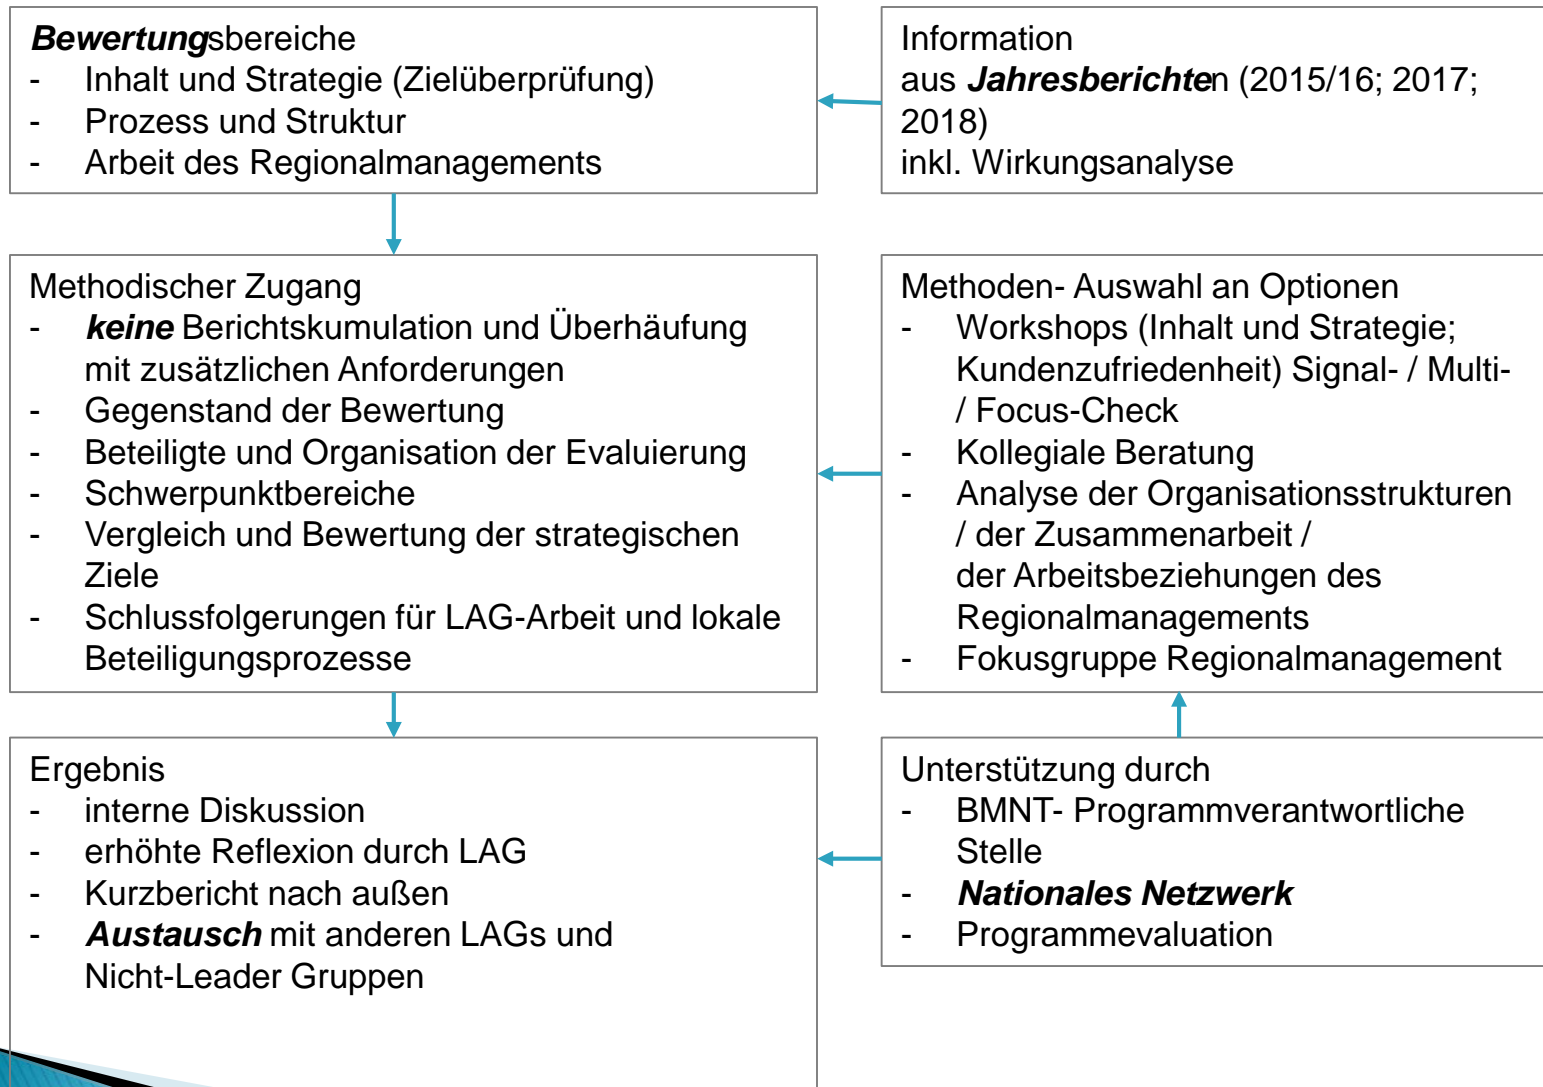 Bewertungsbereiche
- Inhalt und Strategie (Zielüberprüfung)
- Prozess und Struktur
- Arbeit des Regionalmanagements
Information
aus Jahresberichten (2015/16; 2017;
2018)
inkl. Wirkungsanalyse
Methodischer Zugang
- keine Berichtskumulation und Überhäufung
mit zusätzlichen Anforderungen
- Gegenstand der Bewertung
- Beteiligte und Organisation der Evaluierung
- Schwerpunktbereiche
- Vergleich und Bewertung der strategischen
Ziele
- Schlussfolgerungen für LAG-Arbeit und lokale
Beteiligungsprozesse
Methoden- Auswahl an Optionen
- Workshops (Inhalt und Strategie;
Kundenzufriedenheit) Signal- / Multi-
/ Focus-Check
- Kollegiale Beratung
- Analyse der Organisationsstrukturen
/ der Zusammenarbeit /
der Arbeitsbeziehungen des
Regionalmanagements
- Fokusgruppe Regionalmanagement
Ergebnis
- interne Diskussion
- erhöhte Reflexion durch LAG
- Kurzbericht nach außen
- Austausch mit anderen LAGs und
Nicht-Leader Gruppen
Unterstützung durch
- BMNT- Programmverantwortliche
Stelle
- Nationales Netzwerk
- Programmevaluation